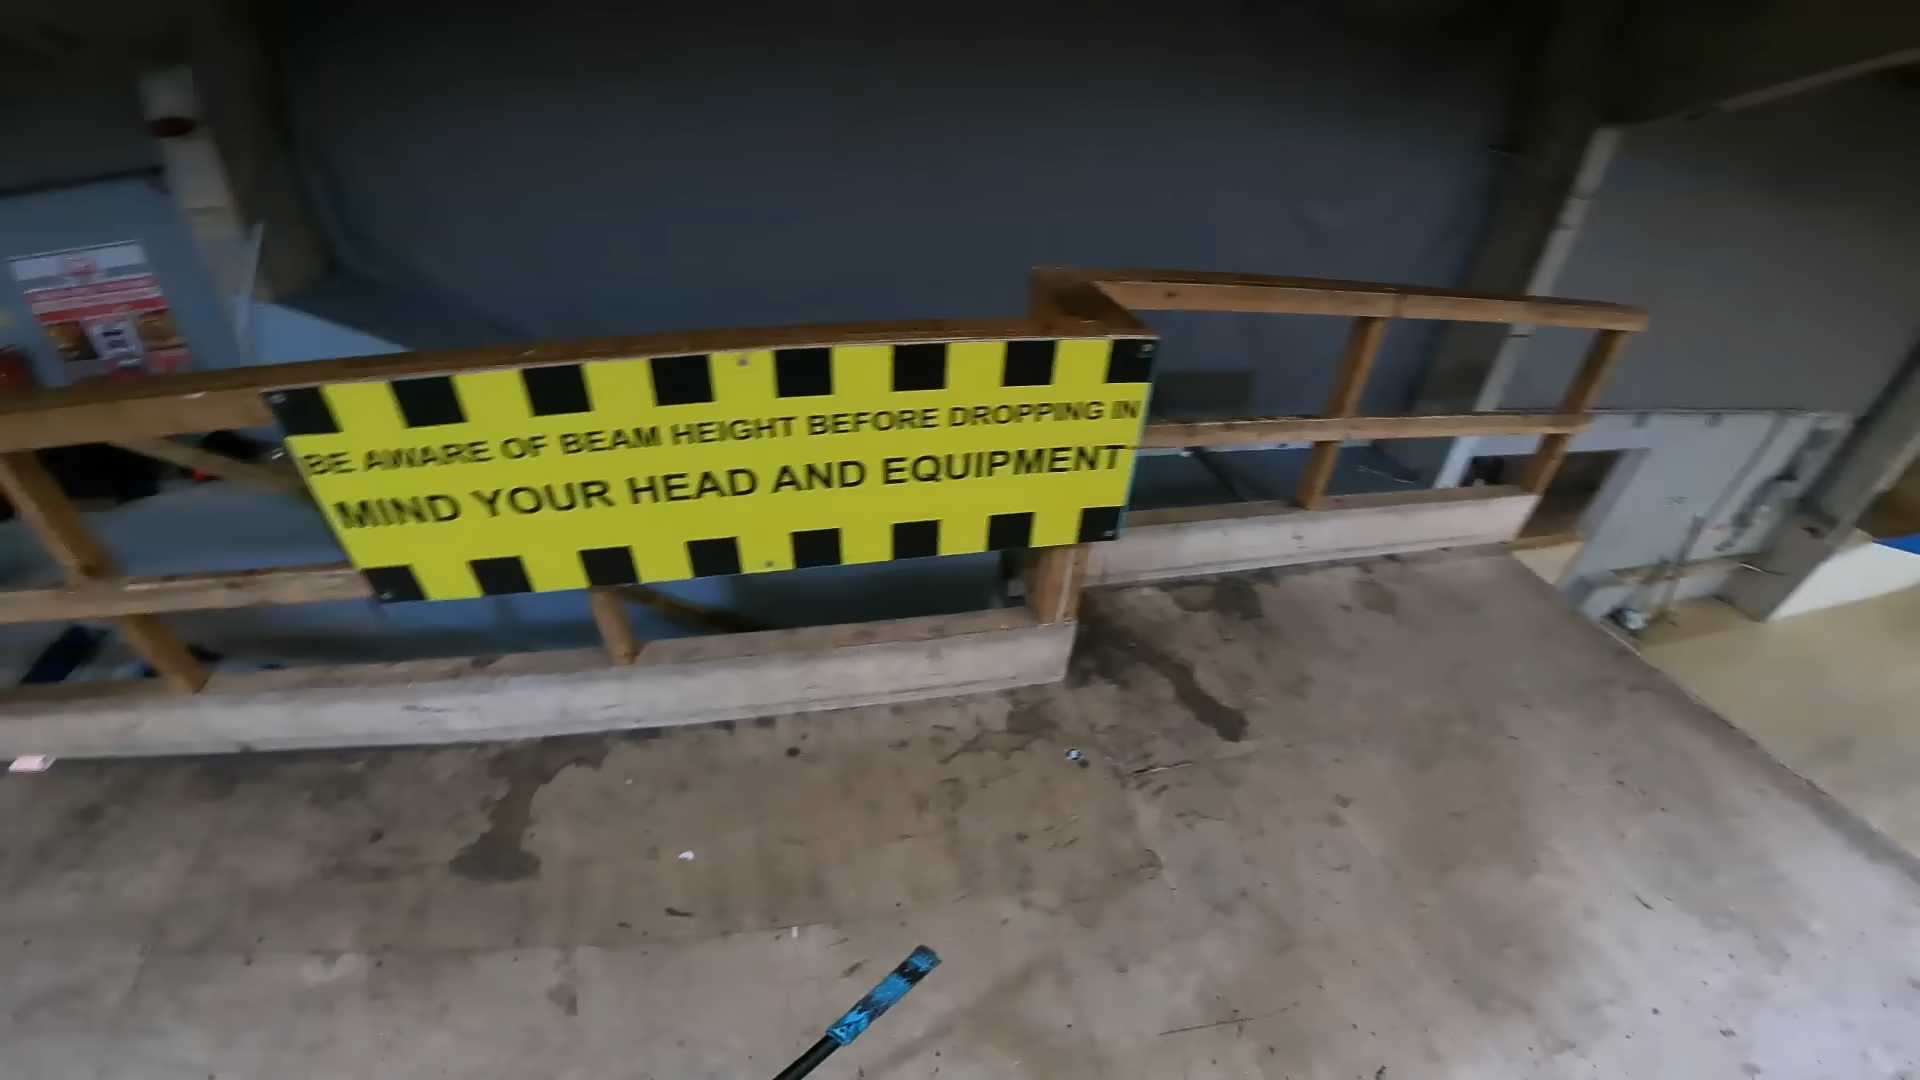 BE AWARE OF BEAM HEIGHT BEFORE DROPPING IN
MIND YOUR HEAD AND EQUIPMENT